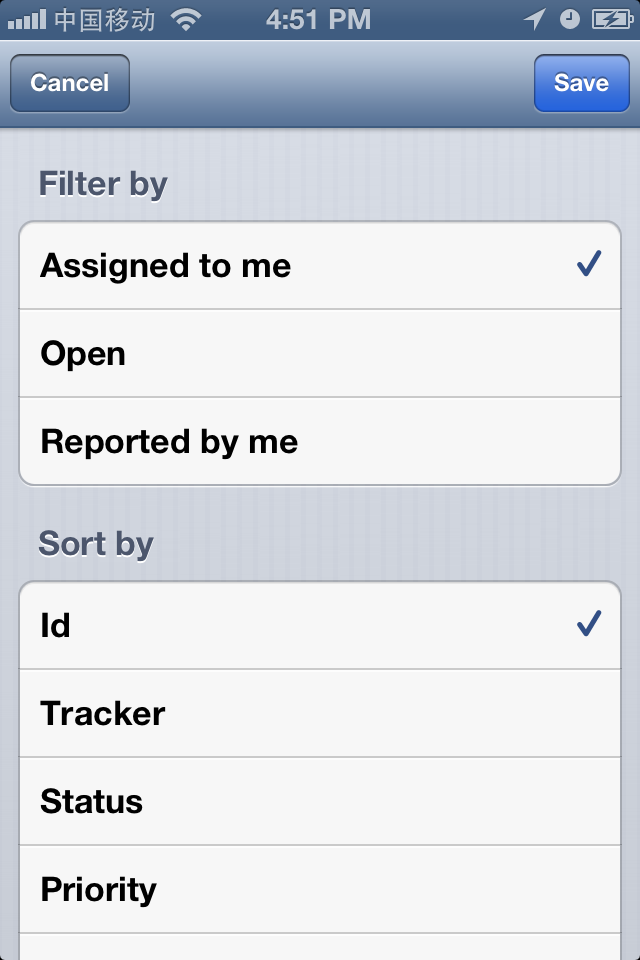 中国移动 4:51 PM
Cancel Save
Filter by
Assigned to me
Open
Reported by me
Sort by
Id
Tracker
Status
Priority